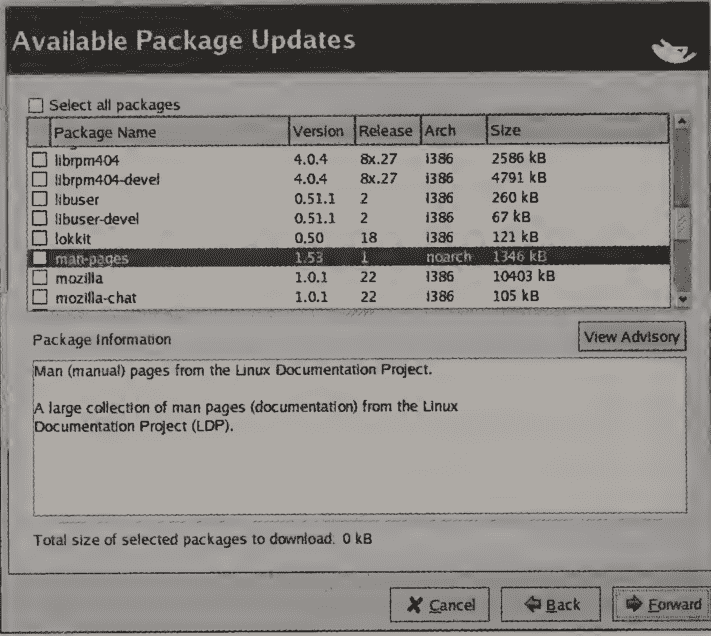 Available Package Updates
Select all packages
Package Name Version Release Arch Size
librpm404 4.0.4 8x.27 i386 2586 kB
librpm404-devel 4.0.4 8x.27 i386 4791 kB
libuser 0.51.1 2 i386 260 kB
libuser-devel 0.51.1 2 i386 67 kB
lokkit 0.50 18 i386 121 kB
man-pages 1.53 1 noarch 1346 kB
mozilla 1.0.1 22 i386 10403 kB
mozilla-chat 1.0.1 22 i386 105 kB
Package Information
View Advisory
Man (manual) pages from the Linux Documentation Project.
A large collection of man pages (documentation) from the Linux
Documentation Project (LDP).
Total size of selected packages to download: 0 kB
Cancel Back Forward